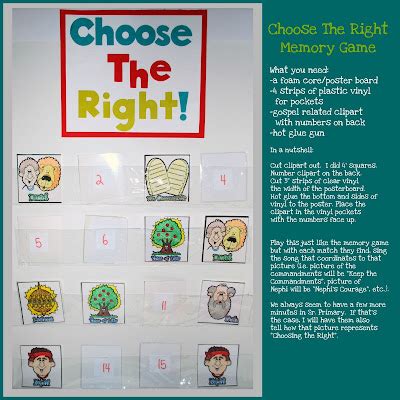 Choose
The
Right!
2
4
5
6
11
14
15
Choose The Right
Memory Game
What you need:
-a foam core/poster board
-4 strips of plastic vinyl
for pockets
-gospel related clipart
with numbers on back
-hot glue gun
In a nutshell:
Cut clipart out. I did 4" squares.
Number clipart on the back.
Cut 3" strips of clear vinyl
the width of the posterboard.
Hot glue the bottom and sides of
vinyl to the poster. Place the
clipart in the vinyl pockets
with the numbers face up.
Play this just like the memory game
but with each match they find, sing
the song that coordinates to that
picture (i.e. picture of the
commandments will be "Keep the
Commandments", picture of
Nephi will be "Nephi's Courage", etc.).
We always seem to have a few more
minutes in Sr. Primary. If that's
the case, I will have them also
tell how that picture represents
"Choosing the Right".